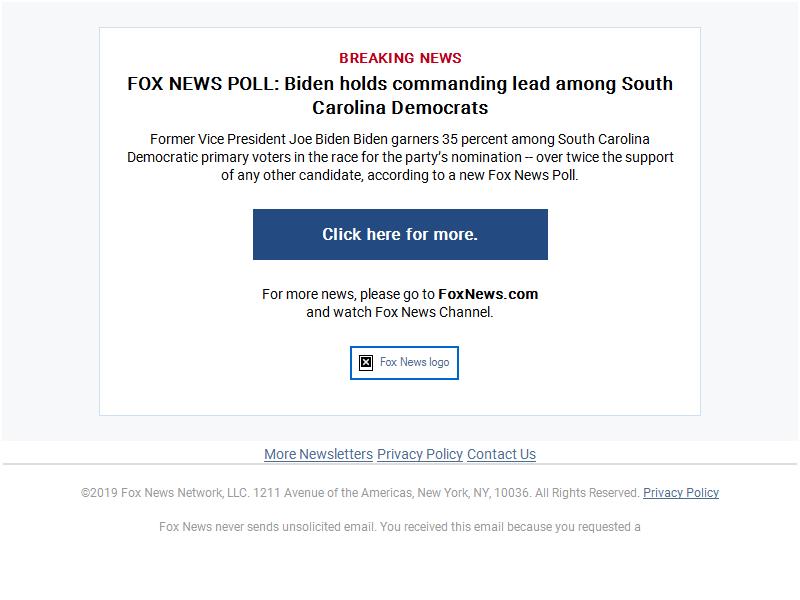 BREAKING NEWS
FOX NEWS POLL: Biden holds commanding lead among South
Carolina Democrats
Former Vice President Joe Biden Biden garners 35 percent among South Carolina
Democratic primary voters in the race for the party’s nomination -- over twice the support
of any other candidate, according to a new Fox News Poll.
Click here for more.
For more news, please go to FoxNews.com
and watch Fox News Channel.
Fox News logo
More Newsletters Privacy Policy Contact Us
©2019 Fox News Network, LLC. 1211 Avenue of the Americas, New York, NY, 10036. All Rights Reserved. Privacy Policy
Fox News never sends unsolicited email. You received this email because you requested a